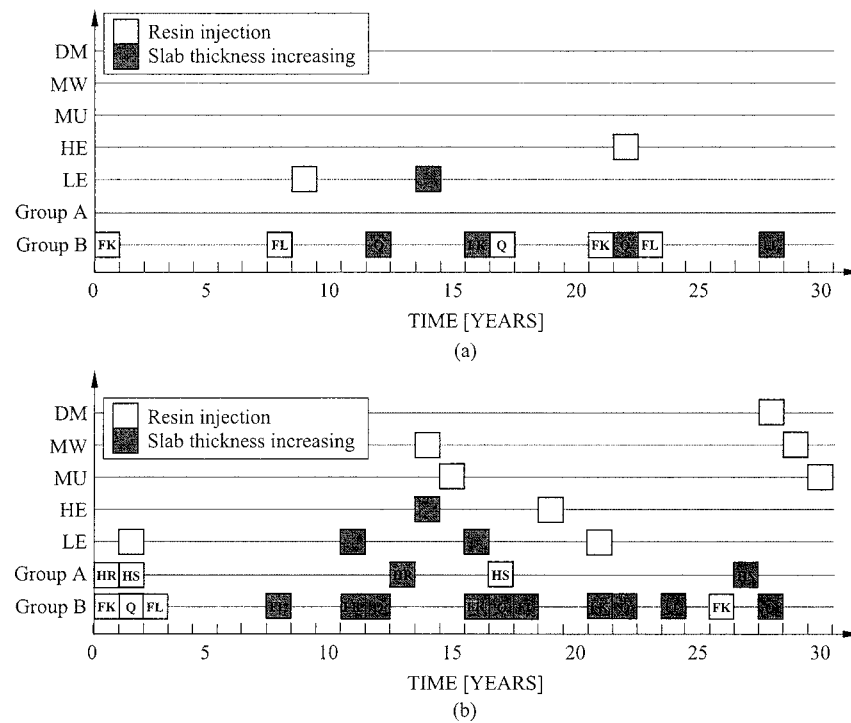 Resin injection
Slab thickness increasing
DM
MW
MU
HE
LE
Group A
Group B
FK FL Q FK Q FK Q FL
0 5 10 15 20 25 30
TIME [YEARS]
(a)
Resin injection
Slab thickness increasing
DM
MW
MU
HE
LE
Group A
HR HS HR HS
Group B
FK Q FL FK
0 5 10 15 20 25 30
TIME [YEARS]
(b)